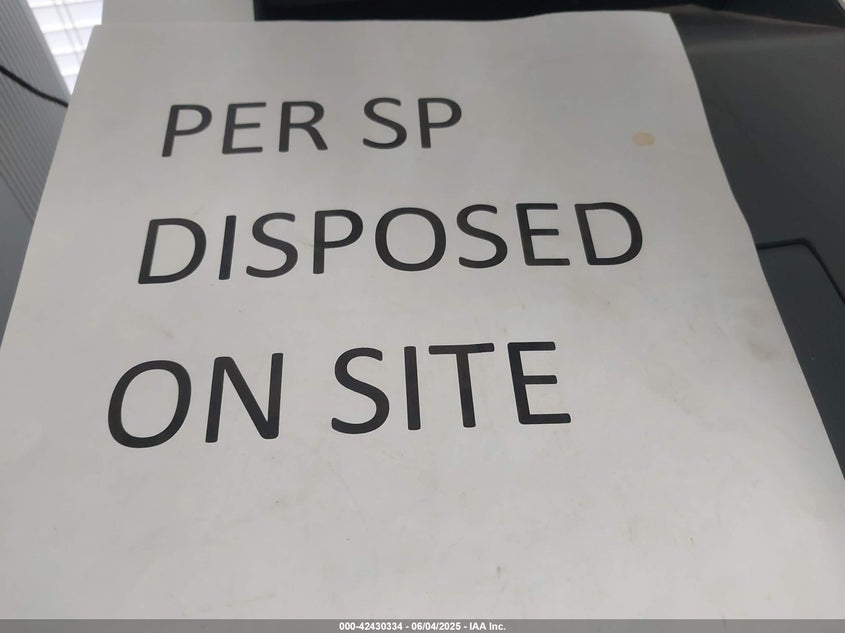 PER SP
DISPOSED
ON SITE
000-42430334 - 06/04/2025 - IAA Inc.